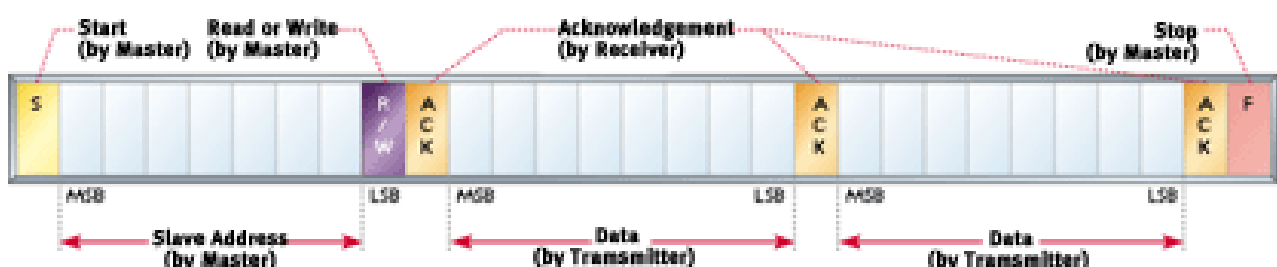 Start
(by Master)
Read or Write
(by Master)
Acknowledgement
(by Receiver)
Stop
(by Master)
S
R
/
W
A
C
K
A
C
K
A
C
K
F
MSB
LSB
MSB
LSB
MSB
LSB
Slave Address
(by Master)
Data
(by Transmitter)
Data
(by Transmitter)